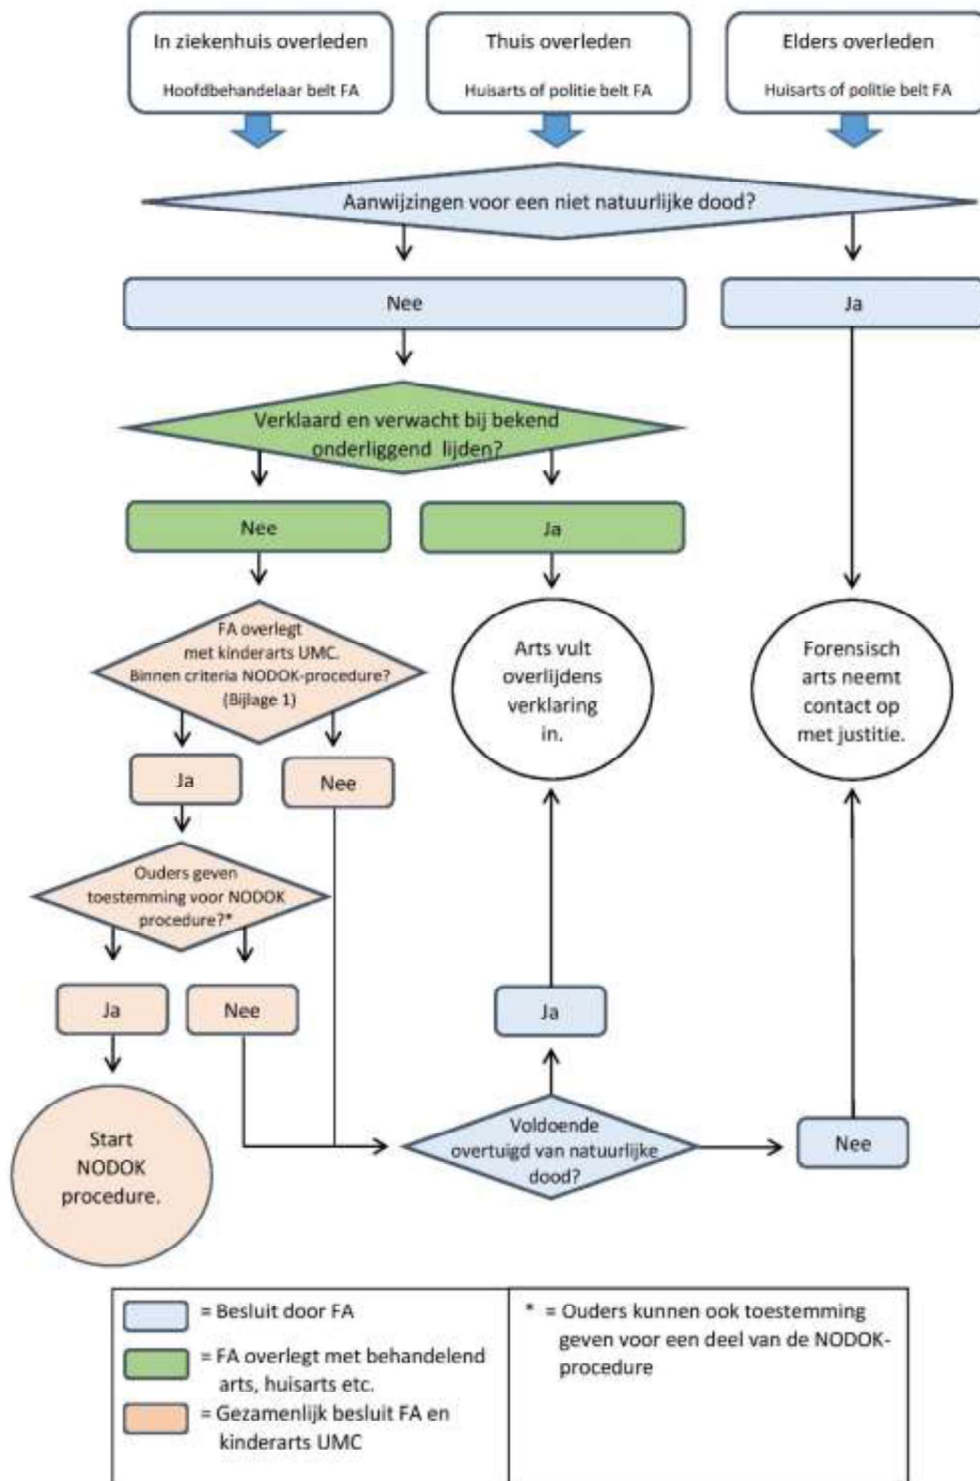 In ziekenhuis overleden
Hoofdbehandelaar belt FA
Thuis overleden
Huisarts of politie belt FA
Elders overleden
Huisarts of politie belt FA
Aanwijzingen voor een niet natuurlijke dood?
Nee
Ja
Verklaard en verwacht bij bekend
onderliggend lijden?
Nee
Ja
FA overlegt
met kinderarts UMC.
Binnen criteria NODOK-procedure?
(Bijlage 1)
Arts vult
overlijdens
verklaring
in.
Forensisch
arts neemt
contact op
met justitie.
Ja
Nee
Ouders geven
toestemming voor NODOK
procedure?*
Ja
Nee
Ja
Start
NODOK
procedure.
Voldoende
overtuigd van natuurlijke
dood?
Nee
= Besluit door FA
= FA overlegt met behandelend
arts, huisarts etc.
= Gezamenlijk besluit FA en
kinderarts UMC
* = Ouders kunnen ook toestemming
geven voor een deel van de NODOK-
procedure